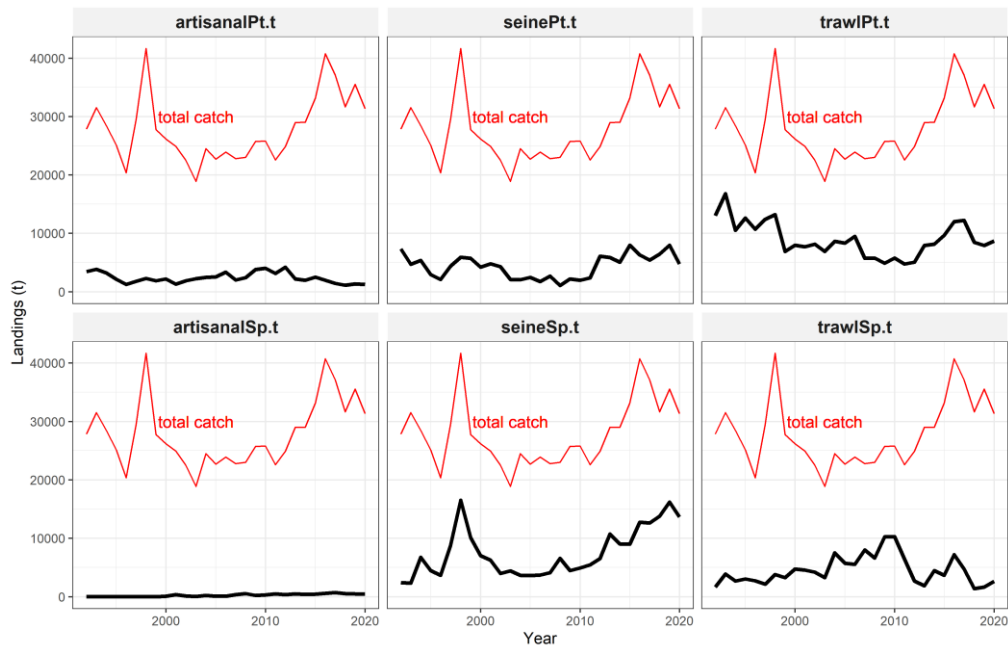 artisanalPt.t seinePt.t trawlPt.t
40000
30000
20000
10000
0
total catch total catch total catch
Landings (t)
artisanalSp.t seineSp.t trawlSp.t
40000
30000
20000
10000
0
total catch total catch total catch
2000 2010 2020 2000 2010 2020 2000 2010 2020
Year